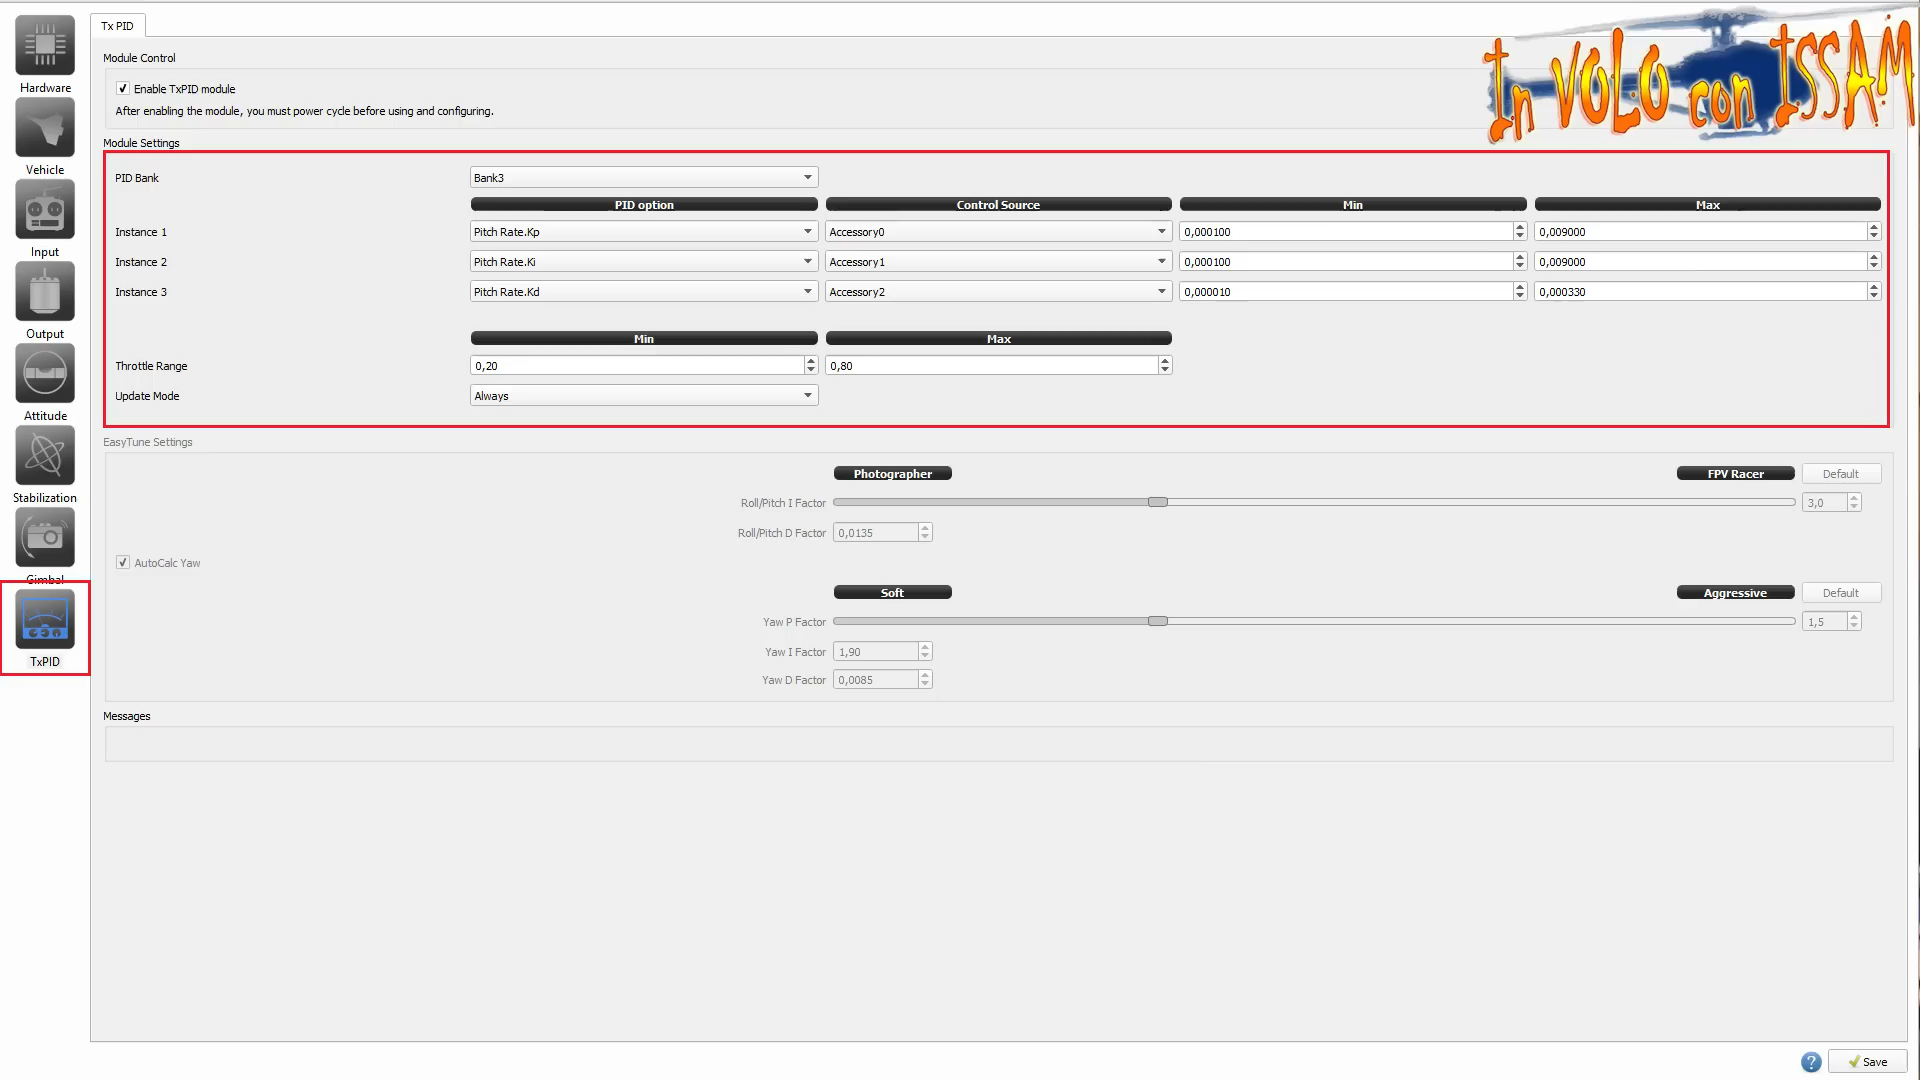 Tx PID
In VOLO con ISSAM
Hardware
Vehicle
Input
Output
Attitude
Stabilization
Gimbal
TxPID
Module Control
Enable TxPID module
After enabling the module, you must power cycle before using and configuring.
Module Settings
PID Bank Bank3
PID option Control Source Min Max
Instance 1 Pitch Rate.Kp Accessory0 0,000100 0,009000
Instance 2 Pitch Rate.Ki Accessory1 0,000100 0,009000
Instance 3 Pitch Rate.Kd Accessory2 0,000010 0,000330
Min Max
Throttle Range 0,20 0,80
Update Mode Always
EasyTune Settings
Photographer FPV Racer Default
Roll/Pitch I Factor 3,0
Roll/Pitch D Factor 0,0135
AutoCalc Yaw
Soft Aggressive Default
Yaw P Factor 1,5
Yaw I Factor 1,90
Yaw D Factor 0,0085
Messages
? Save